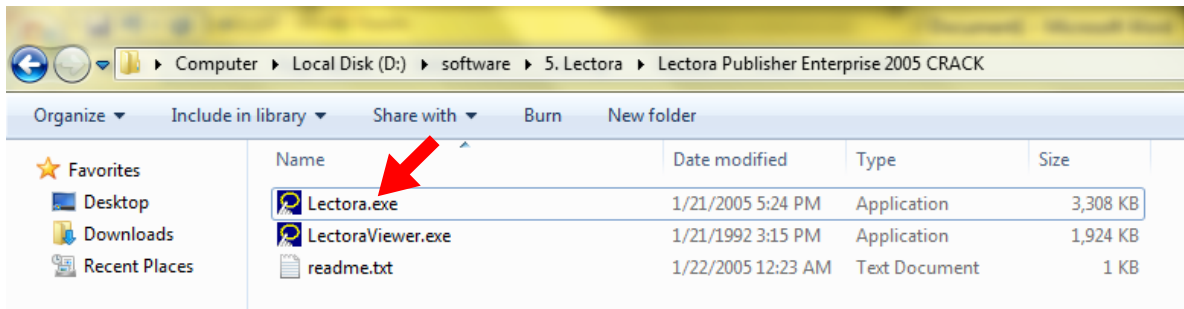 Computer Local Disk (D:) software 5. Lectora Lectora Publisher Enterprise 2005 CRACK
Organize Include in library Share with Burn New folder
Favorites
Desktop
Downloads
Recent Places
Name Date modified Type Size
Lectora.exe 1/21/2005 5:24 PM Application 3,308 KB
LectoraViewer.exe 1/21/1992 3:15 PM Application 1,924 KB
readme.txt 1/22/2005 12:23 AM Text Document 1 KB